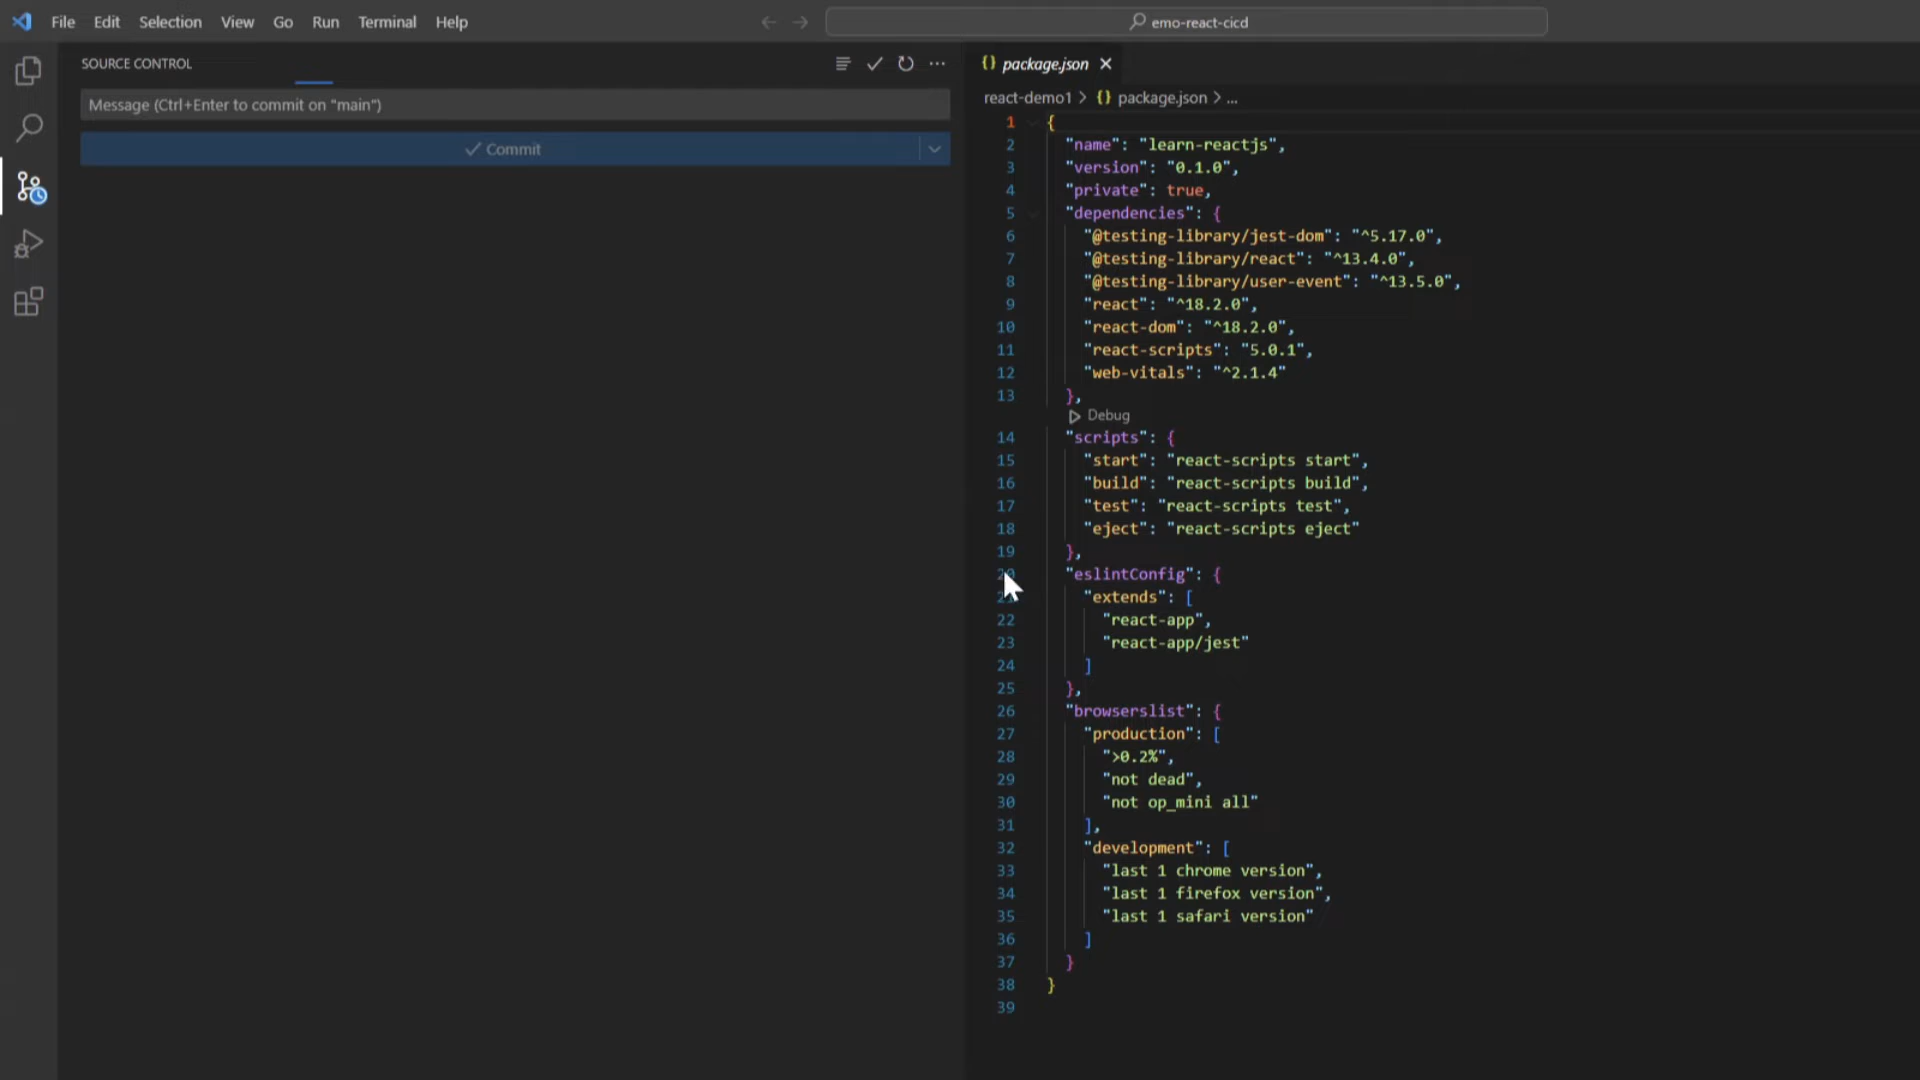 File Edit Selection View Go Run Terminal Help
emo-react-cicd
SOURCE CONTROL
Message (Ctrl+Enter to commit on "main")
Commit
package.json
react-demo1 > {} package.json > ...
1 {
2 "name": "learn-reactjs",
3 "version": "0.1.0",
4 "private": true,
5 "dependencies": {
6 "@testing-library/jest-dom": "^5.17.0",
7 "@testing-library/react": "^13.4.0",
8 "@testing-library/user-event": "^13.5.0",
9 "react": "^18.2.0",
10 "react-dom": "^18.2.0",
11 "react-scripts": "5.0.1",
12 "web-vitals": "^2.1.4"
13 },
Debug
14 "scripts": {
15 "start": "react-scripts start",
16 "build": "react-scripts build",
17 "test": "react-scripts test",
18 "eject": "react-scripts eject"
19 },
20 "eslintConfig": {
21 "extends": [
22 "react-app",
23 "react-app/jest"
24 ]
25 },
26 "browserslist": {
27 "production": [
28 ">0.2%",
29 "not dead",
30 "not op_mini all"
31 ],
32 "development": [
33 "last 1 chrome version",
34 "last 1 firefox version",
35 "last 1 safari version"
36 ]
37 }
38 }
39